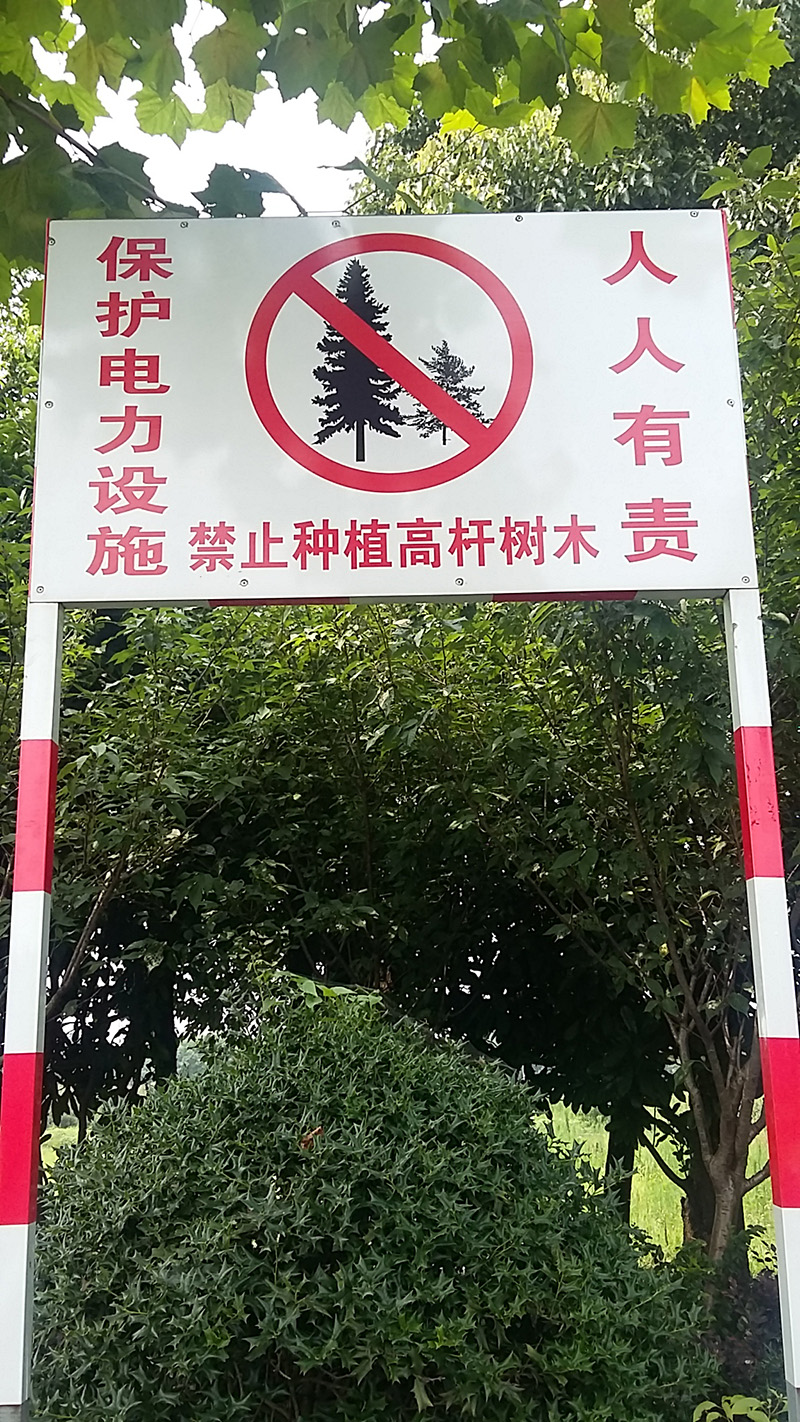 保护电力设施
人人有责
禁止种植高杆树木